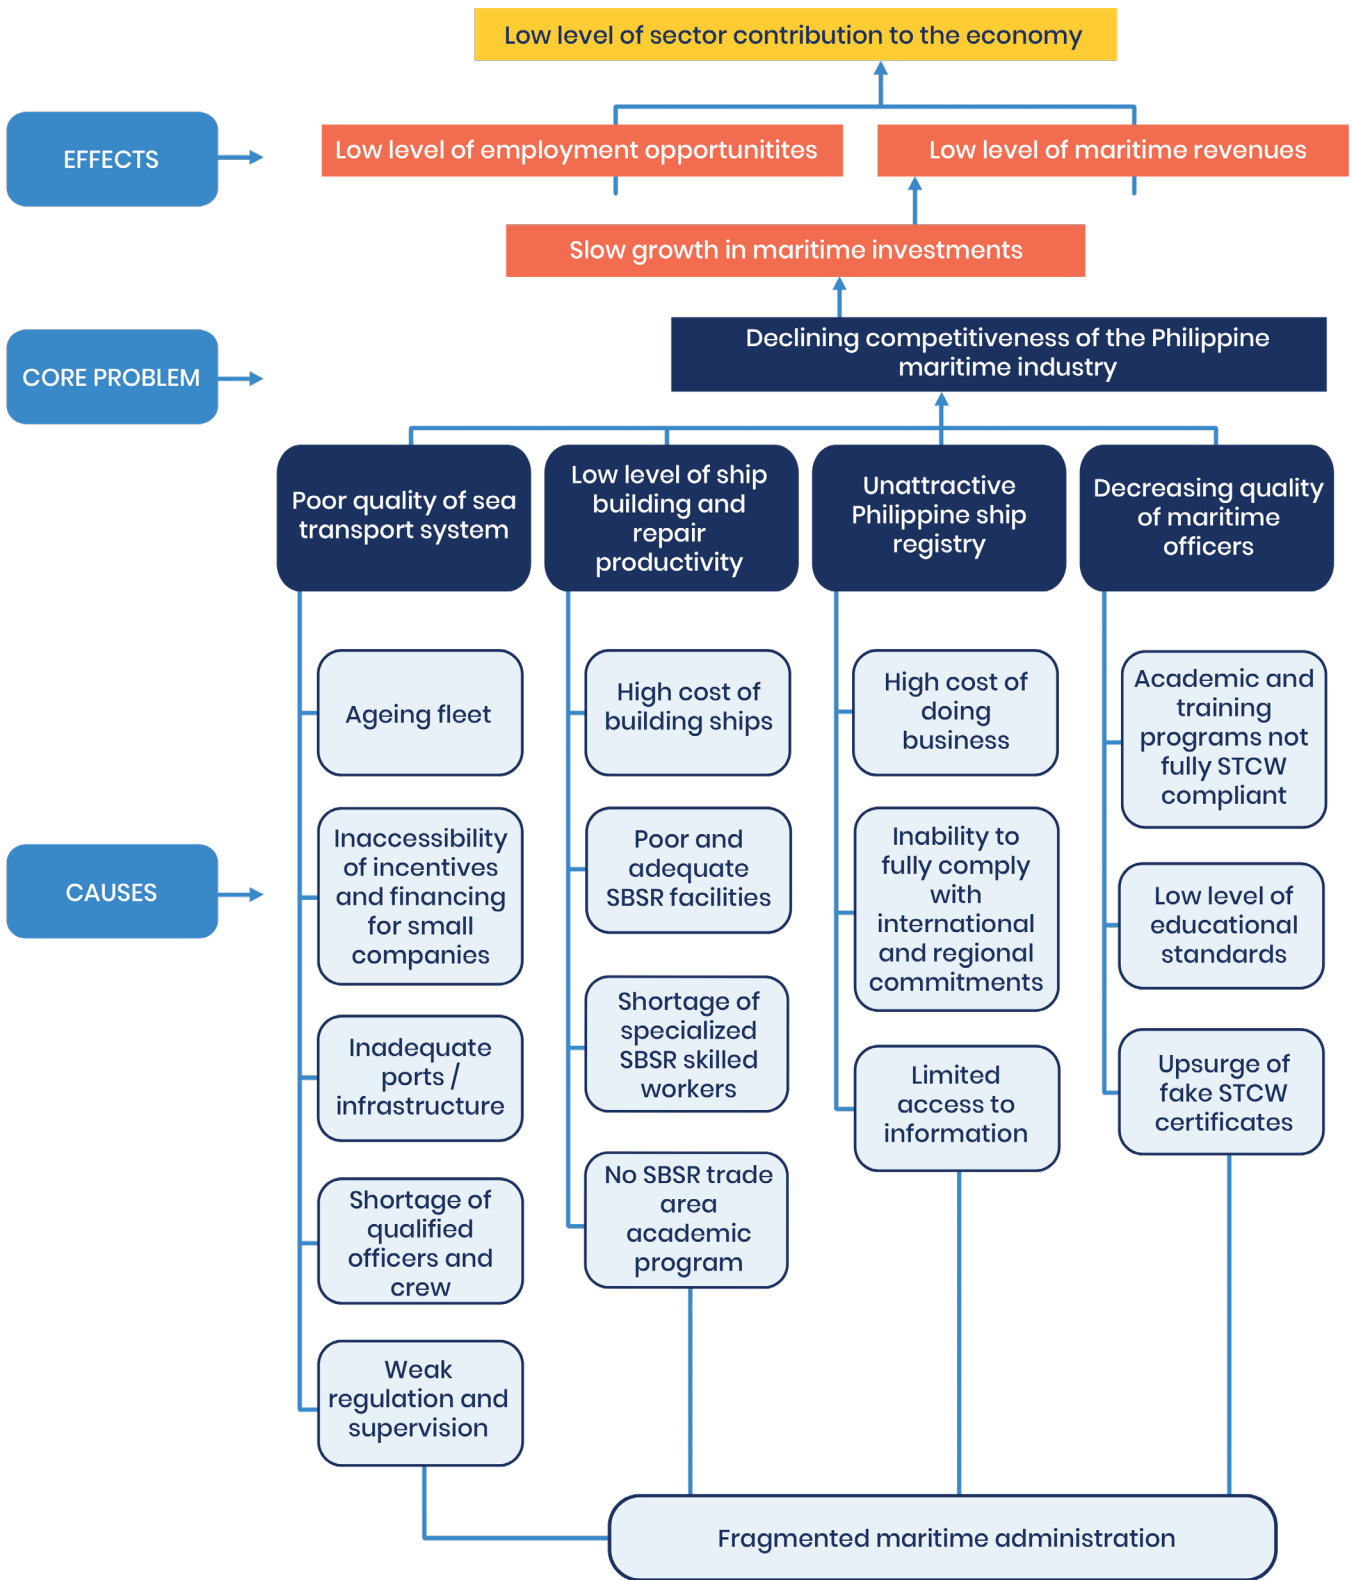 Low level of sector contribution to the economy
EFFECTS
Low level of employment opportunitites
Low level of maritime revenues
Slow growth in maritime investments
CORE PROBLEM
Declining competitiveness of the Philippine
maritime industry
Poor quality of sea
transport system
Low level of ship
building and
repair
productivity
Unattractive
Philippine ship
registry
Decreasing quality
of maritime
officers
CAUSES
Ageing fleet
Inaccessibility
of incentives
and financing
for small
companies
Inadequate
ports /
infrastructure
Shortage of
qualified
officers and
crew
Weak
regulation and
supervision
High cost of
building ships
Poor and
adequate
SBSR facilities
Shortage of
specialized
SBSR skilled
workers
No SBSR trade
area
academic
program
High cost of
doing
business
Inability to
fully comply
with
international
and regional
commitments
Limited
access to
information
Academic and
training
programs not
fully STCW
compliant
Low level of
educational
standards
Upsurge of
fake STCW
certificates
Fragmented maritime administration